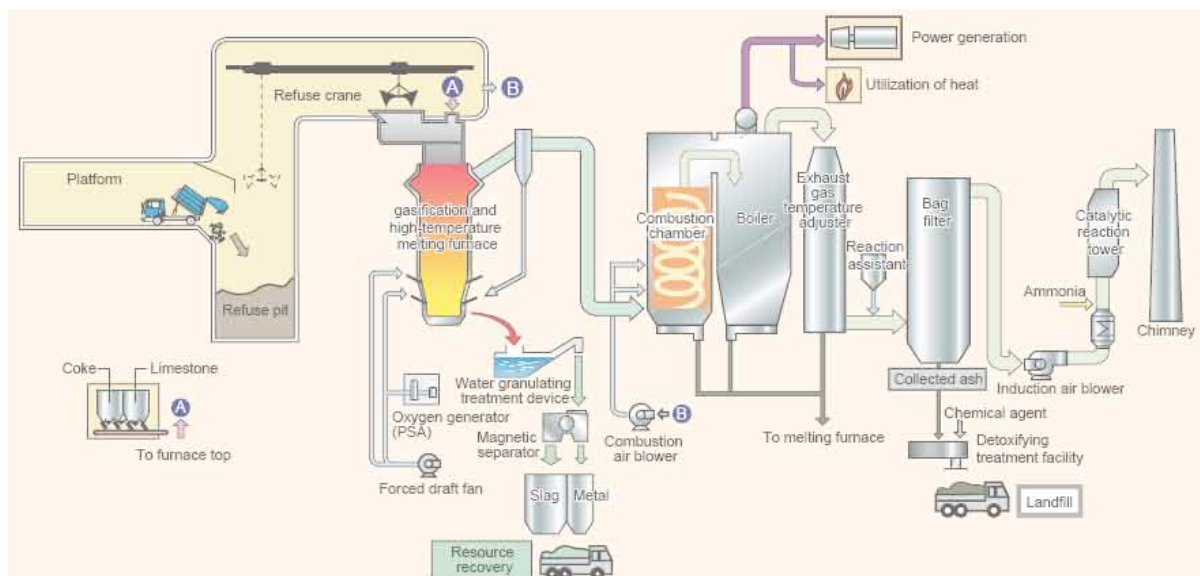 Power generation
Refuse crane
A
B
Utilization of heat
Platform
gasification and
high-temperature
melting furnace
Combustion
chamber
Boiler
Exhaust
gas
temperature
adjuster
Bag
filter
Catalytic
reaction
tower
Reaction
assistant
Refuse pit
Ammonia
Chimney
Coke
Limestone
A
To furnace top
Water granulating
treatment device
Oxygen generator
(PSA)
Magnetic
separator
Forced draft fan
Slag
Metal
Resource
recovery
B
Combustion
air blower
To melting furnace
Collected ash
Induction air blower
Chemical agent
Detoxifying
treatment facility
Landfill